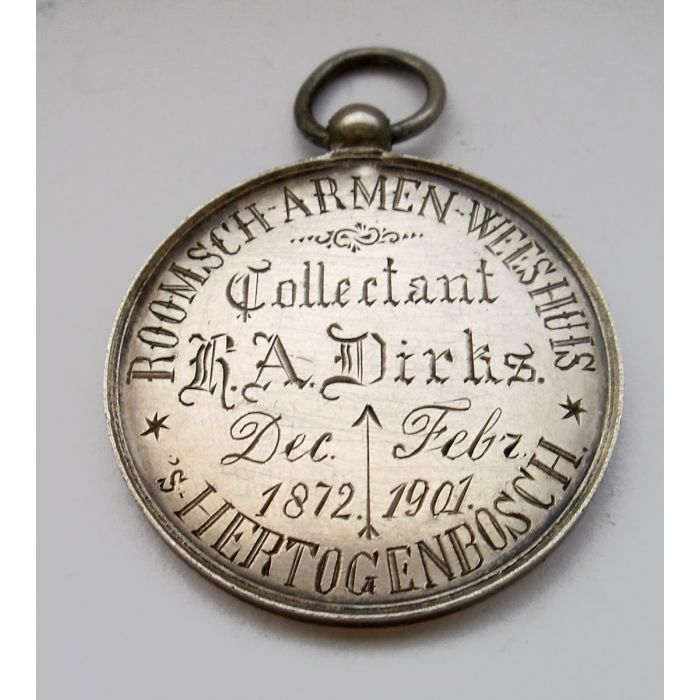 ROOMSCH-ARMEN-WEESHUIS
Collectant
H.A. Dirks.
Dec. Febr.
1872. 1901.
's-HERTOGENBOSCH.